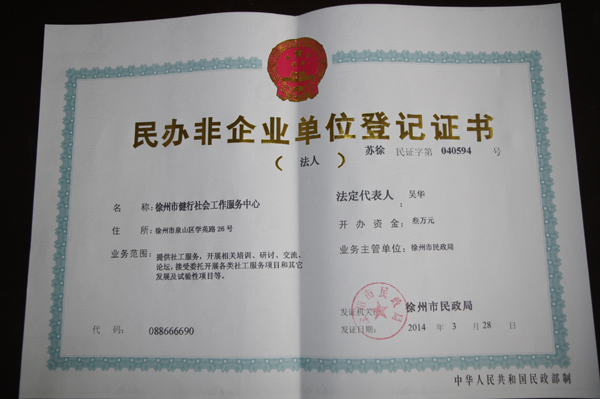 民办非企业单位登记证书
（法人）
苏徐 民证字第 040594 号
名称：徐州市健行社会工作服务中心
住所：徐州市泉山区学苑路26号
业务范围：提供社工服务，开展相关培训、研讨、交流、
论坛，接受委托开展各类社工服务项目和其它
发展及试验性项目等。
代码：088666690
法定代表人：吴华
开办资金：叁万元
业务主管单位：徐州市民政局
发证机关：徐州市民政局
发证日期：2014 年 3 月 28 日
中华人民共和国民政部制